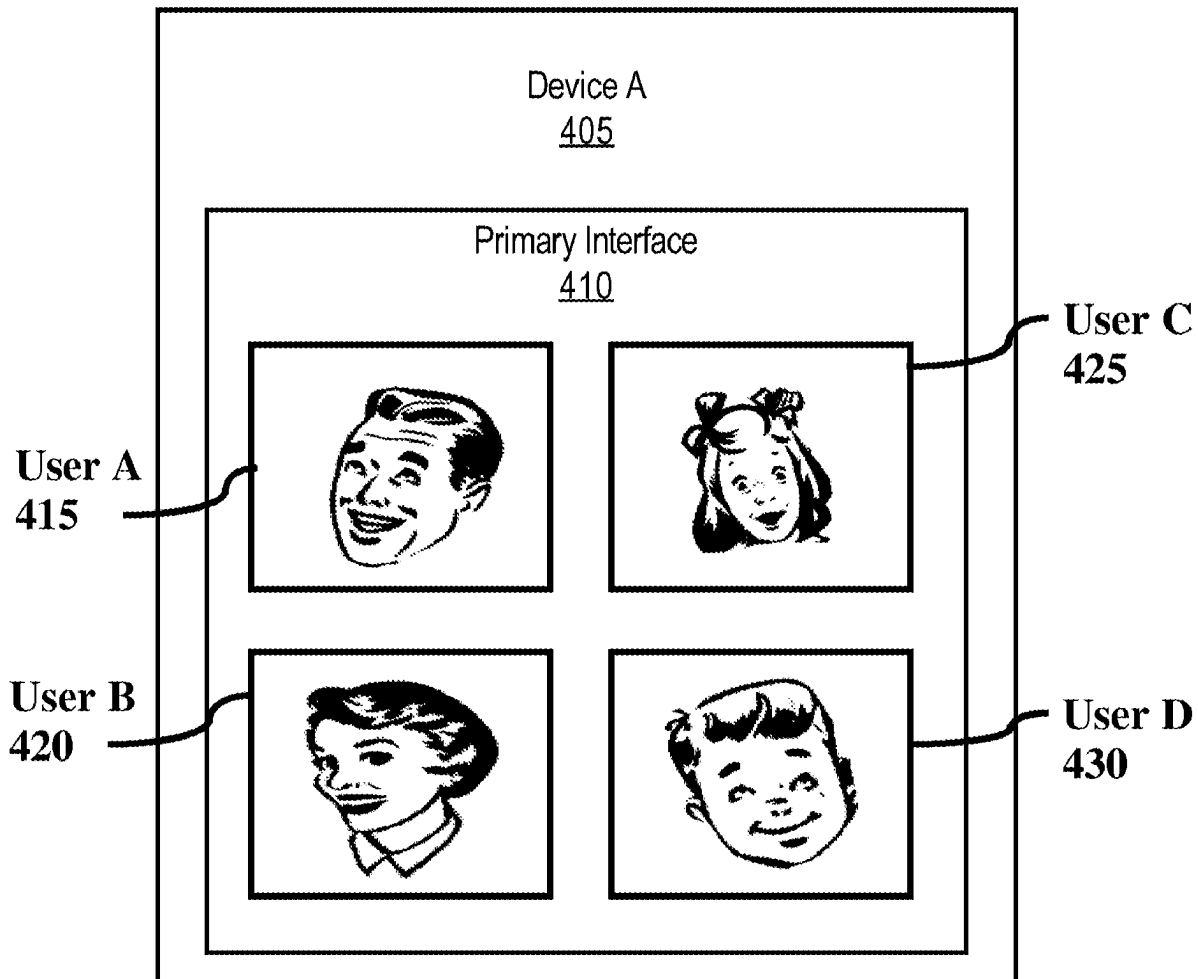 Device A
405
Primary Interface
410
User A
415
User C
425
User B
420
User D
430